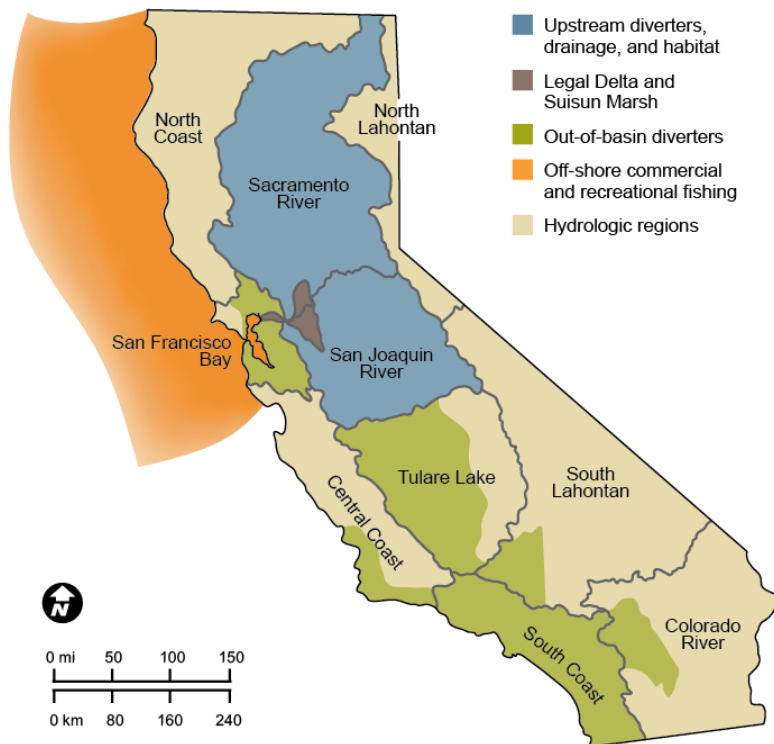 Upstream diverters,
drainage, and habitat
Legal Delta and
Suisun Marsh
Out-of-basin diverters
Off-shore commercial
and recreational fishing
Hydrologic regions
North
Coast
North
Lahontan
Sacramento
River
San Francisco
Bay
San Joaquin
River
Tulare Lake
South
Lahontan
Central Coast
Colorado
River
South Coast
N
0 mi 50 100 150
0 km 80 160 240